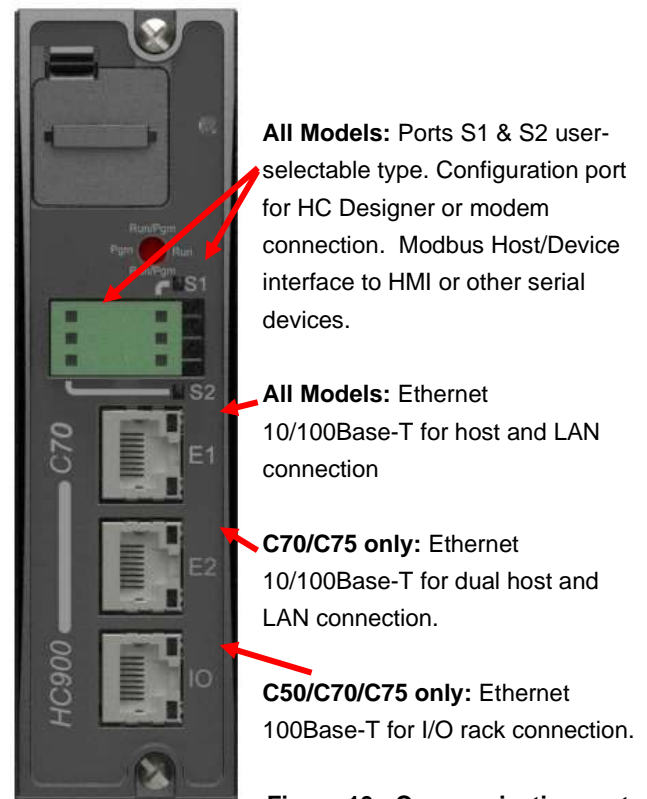 Run/Pgm
Pgm
Run
Run/Pgm
S1
S2
E1
E2
IO
HC900 C70
All Models: Ports S1 & S2 user-
selectable type. Configuration port
for HC Designer or modem
connection. Modbus Host/Device
interface to HMI or other serial
devices.
All Models: Ethernet
10/100Base-T for host and LAN
connection
C70/C75 only: Ethernet
10/100Base-T for dual host and
LAN connection.
C50/C70/C75 only: Ethernet
100Base-T for I/O rack connection.